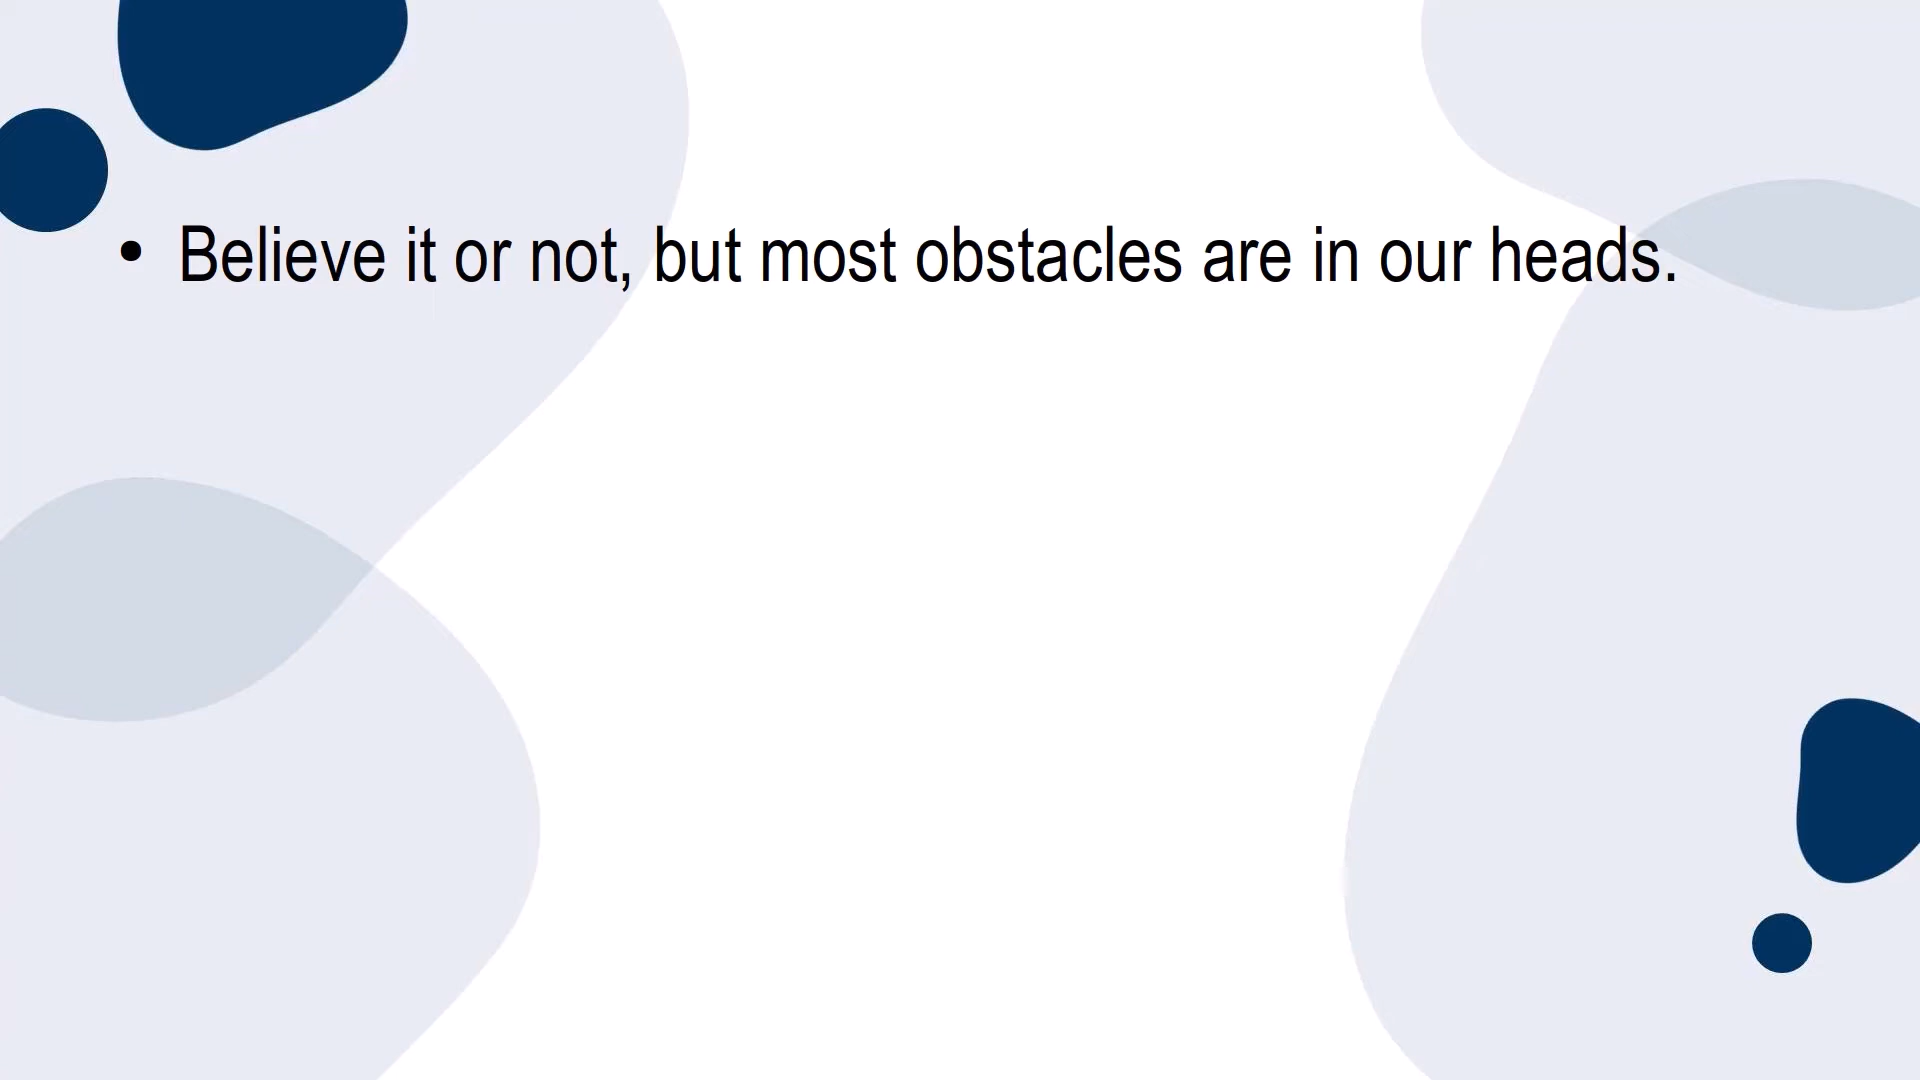 • Believe it or not, but most obstacles are in our heads.